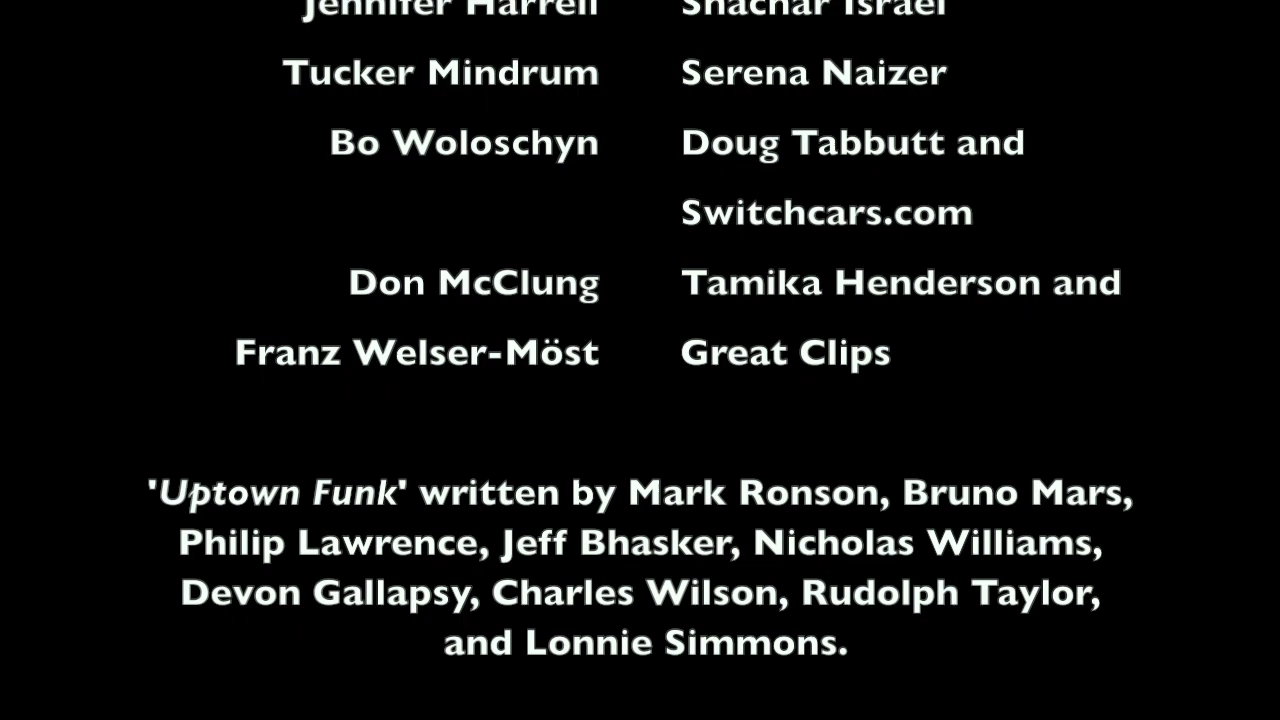 Jennifer Harrell Shachar Israel
Tucker Mindrum Serena Naizer
Bo Woloschyn Doug Tabbutt and
Switchcars.com
Don McClung Tamika Henderson and
Franz Welser-Möst Great Clips
'Uptown Funk' written by Mark Ronson, Bruno Mars,
Philip Lawrence, Jeff Bhasker, Nicholas Williams,
Devon Gallapsy, Charles Wilson, Rudolph Taylor,
and Lonnie Simmons.